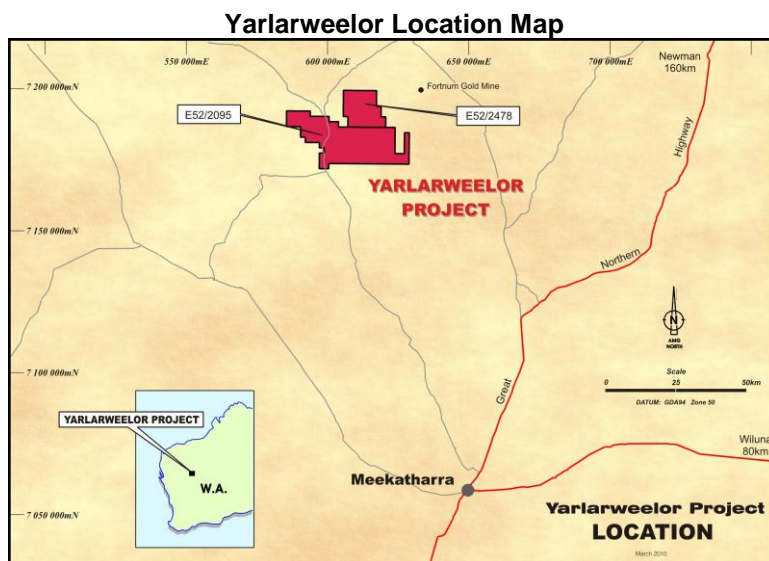 Yarlarweelor Location Map
550 000mE
600 000mE
650 000mE
700 000mE
Newman
160km
7 200 000mN
Fortnum Gold Mine
E52/2095
E52/2478
Highway
YARLARWEELOR
PROJECT
7 150 000mN
Northern
N
AMG
NORTH
7 100 000mN
Scale
0 25 50km
DATUM: GDA94 Zone 50
Great
YARLARWEELOR PROJECT
W.A.
Wiluna
80km
Meekatharra
7 050 000mN
Yarlarweelor Project
LOCATION
March 2010